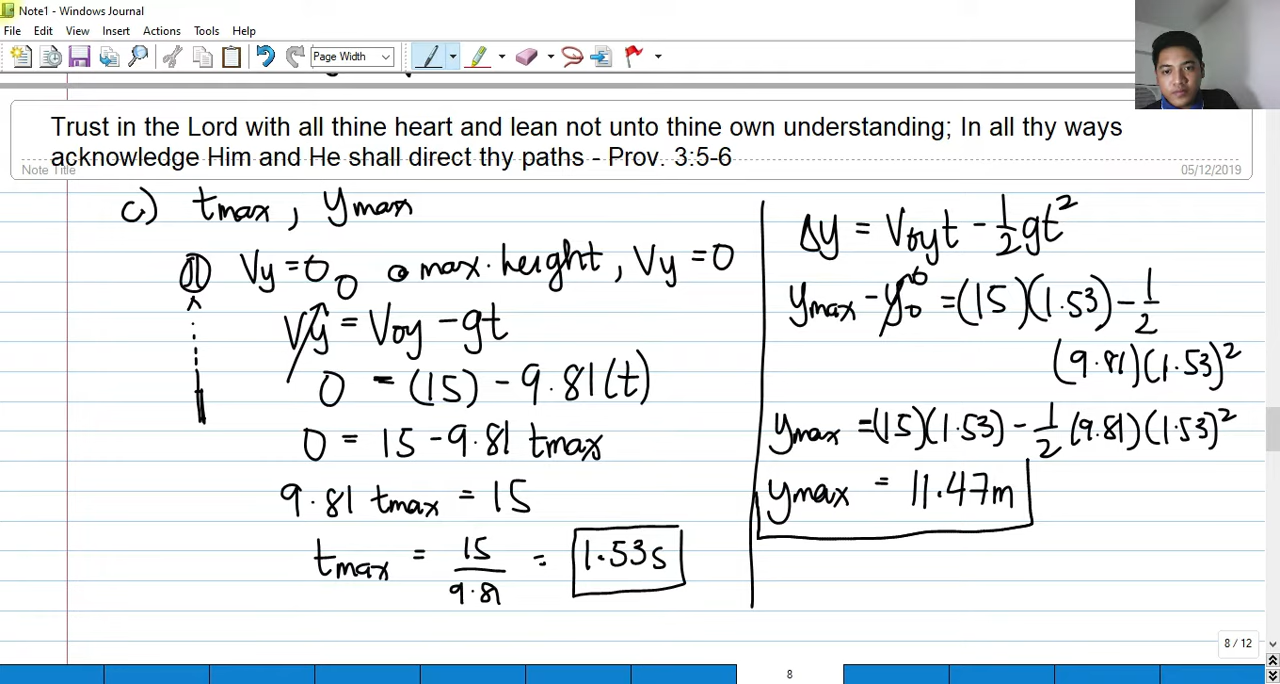 Note1 - Windows Journal
File Edit View Insert Actions Tools Help
Page Width
Trust in the Lord with all thine heart and lean not unto thine own understanding; In all thy ways
acknowledge Him and He shall direct thy paths - Prov. 3:5-6
Note Title
05/12/2019
c) tmax, ymax
Vy = 0 @ max. height, Vy = 0
0
Vy = Voy - gt
0 = (15) - 9.81(t)
0 = 15 - 9.81 tmax
9.81 tmax = 15
tmax = 15/9.81 = 1.53s
Δy = Voyt - 1/2 gt²
ymax - y0 0 = (15)(1.53) - 1/2
(9.81)(1.53)²
ymax = (15)(1.53) - 1/2 (9.81)(1.53)²
ymax = 11.47m
8 / 12
8